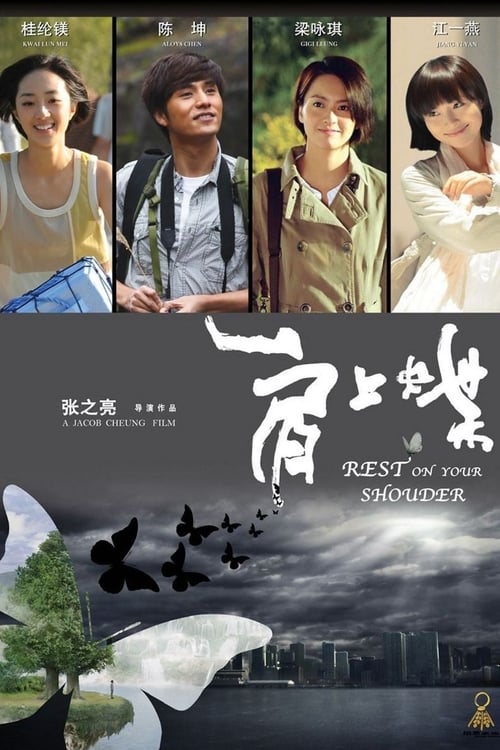 桂纶镁
KWAI LUN MEI
陈坤
ALOYS CHEN
梁咏琪
GIGI LEUNG
江一燕
JIANG YI YAN
肩上蝶
REST ON YOUR
SHOUDER
张之亮 导演作品
A JACOB CHEUNG FILM